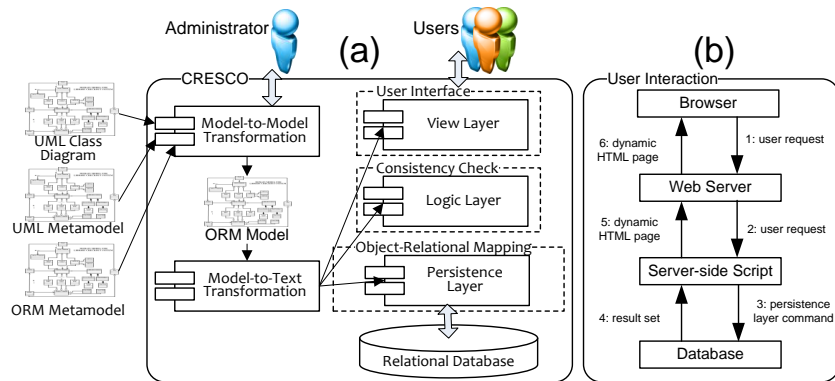 Administrator
(a)
Users
(b)
CRESCO
User Interface
User Interaction
Model-to-Model
Transformation
View Layer
Browser
UML Class
Diagram
6: dynamic
HTML page
1: user request
Consistency Check
Logic Layer
Web Server
UML Metamodel
ORM Model
5: dynamic
HTML page
2: user request
Object-Relational Mapping
Model-to-Text
Transformation
Persistence
Layer
Server-side Script
ORM Metamodel
4: result set
3: persistence
layer command
Relational Database
Database